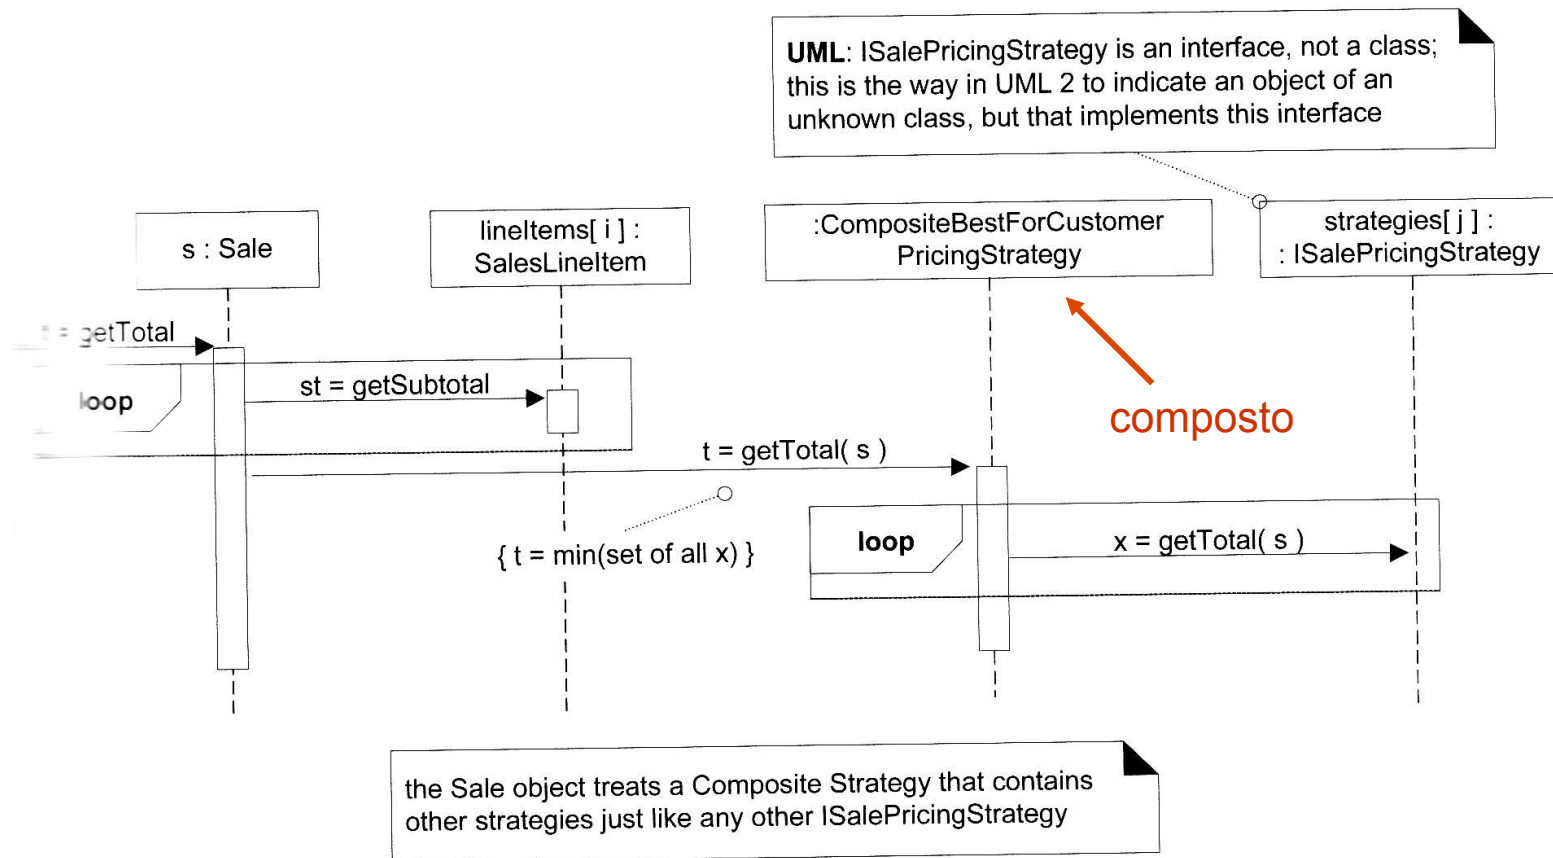 UML: ISalePricingStrategy is an interface, not a class;
this is the way in UML 2 to indicate an object of an
unknown class, but that implements this interface
s : Sale
lineItems[ i ] :
SalesLineItem
:CompositeBestForCustomer
PricingStrategy
strategies[ j ] :
: ISalePricingStrategy
t = getTotal
loop
st = getSubtotal
composto
t = getTotal( s )
{ t = min(set of all x) }
loop
x = getTotal( s )
the Sale object treats a Composite Strategy that contains
other strategies just like any other ISalePricingStrategy